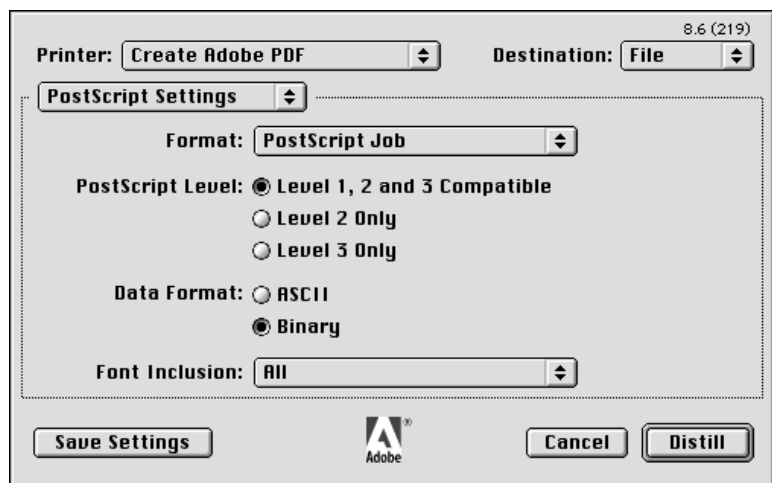 8.6 (219)
Printer: Create Adobe PDF Destination: File
PostScript Settings
Format: PostScript Job
PostScript Level: Level 1, 2 and 3 Compatible
Level 2 Only
Level 3 Only
Data Format: ASCII
Binary
Font Inclusion: All
Save Settings Adobe® Cancel Distill